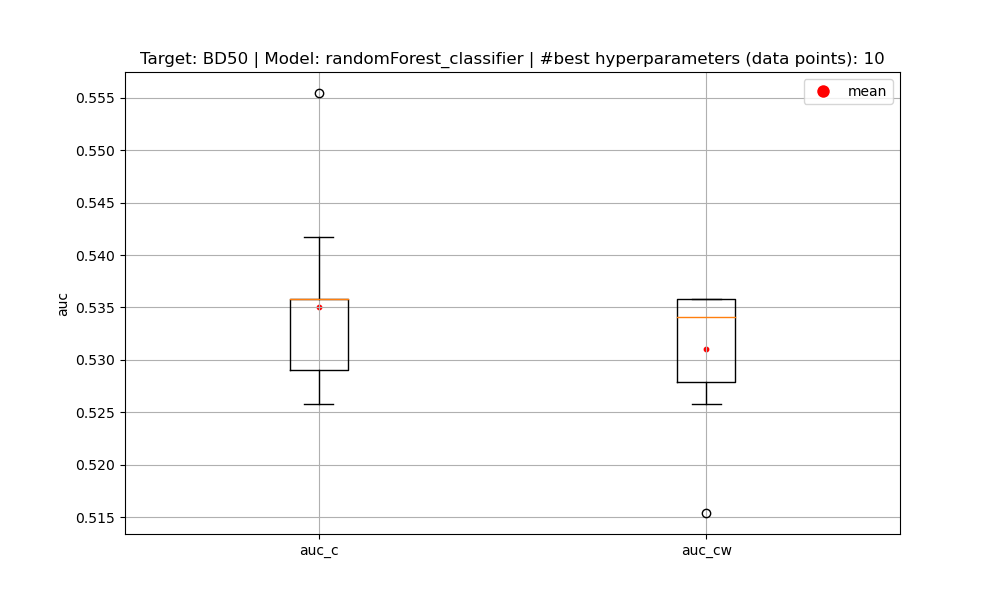 Target: BD50 | Model: randomForest_classifier | #best hyperparameters (data points): 10
mean
0.555
0.550
0.545
0.540
0.535
0.530
0.525
0.520
0.515
auc
auc_c
auc_cw